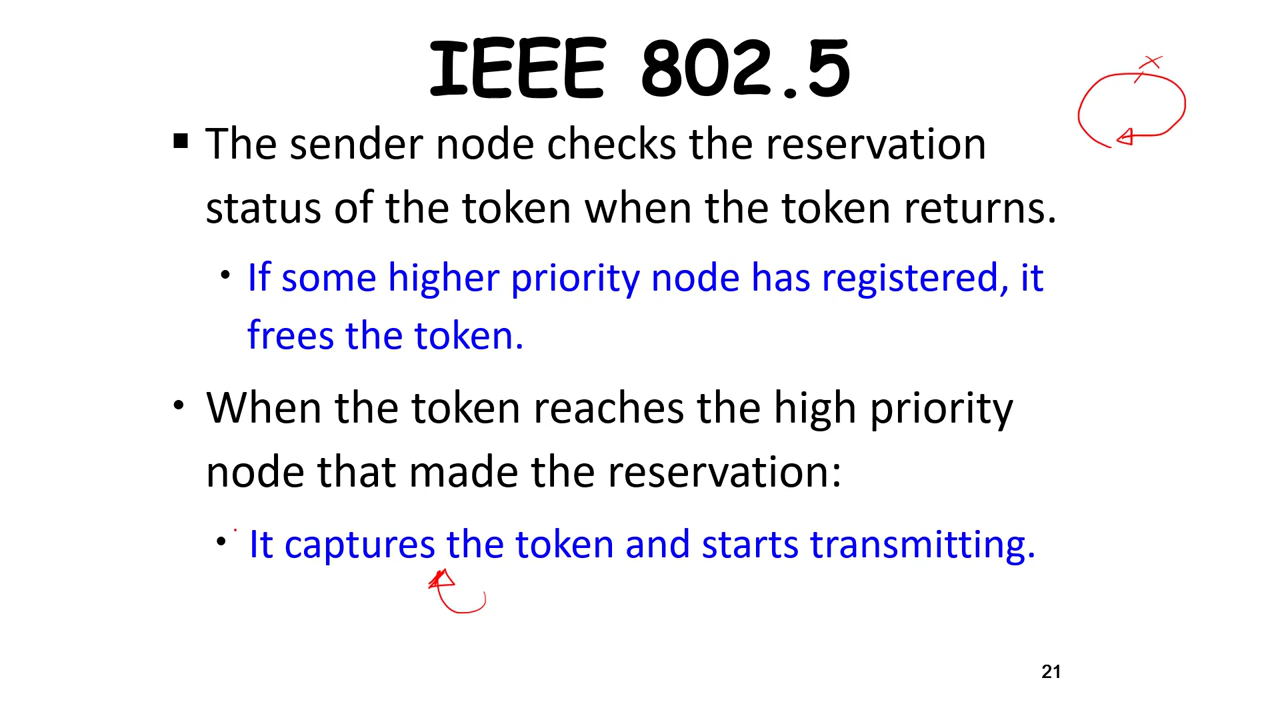 IEEE 802.5
▪ The sender node checks the reservation
status of the token when the token returns.
• If some higher priority node has registered, it
frees the token.
• When the token reaches the high priority
node that made the reservation:
• It captures the token and starts transmitting.
21